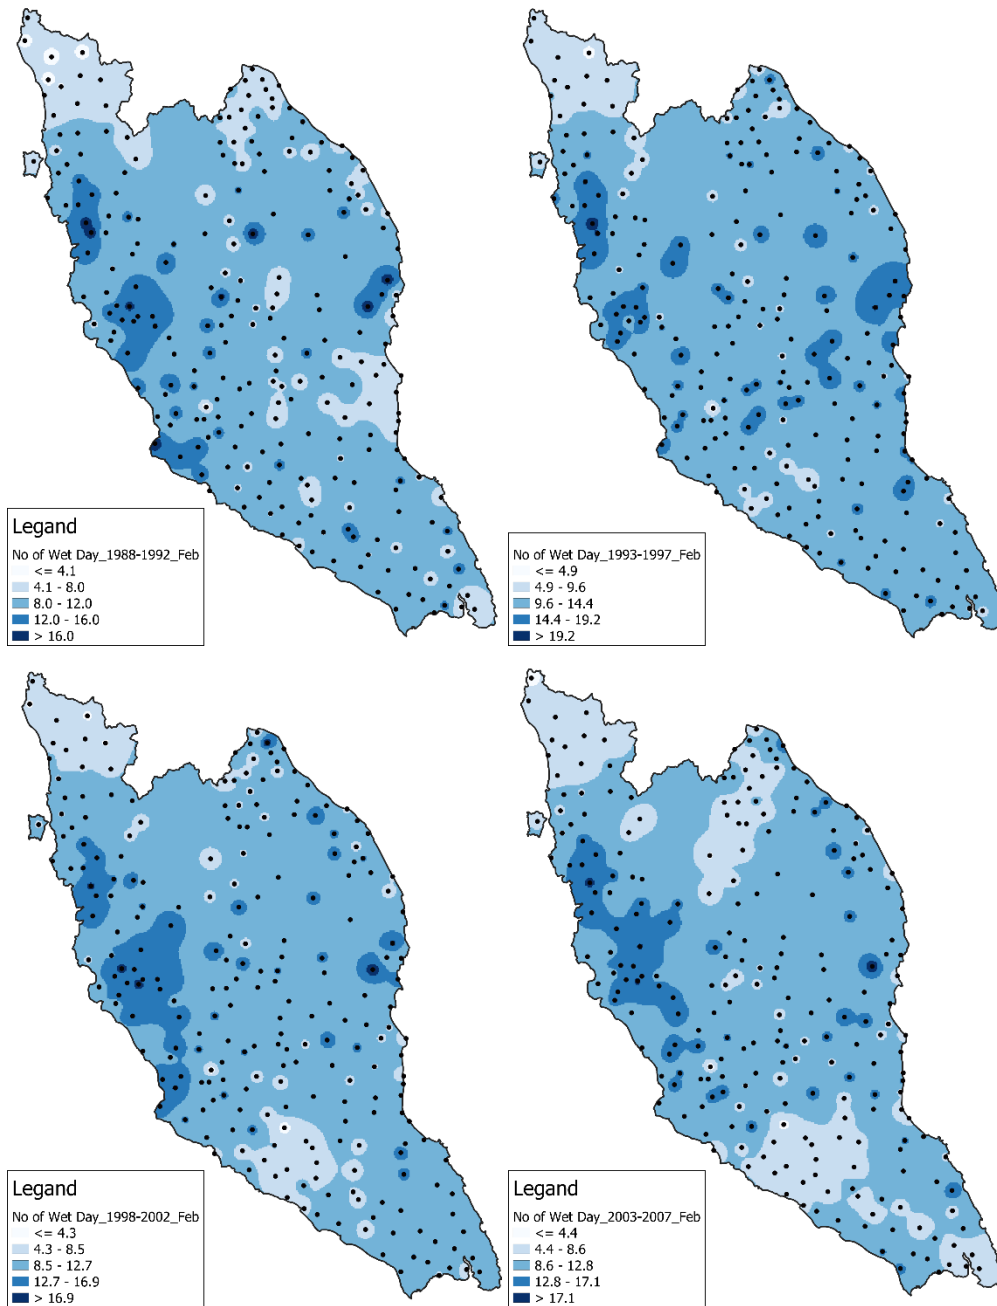 Legand
No of Wet Day_1988-1992_Feb
<= 4.1
4.1 - 8.0
8.0 - 12.0
12.0 - 16.0
> 16.0
No of Wet Day_1993-1997_Feb
<= 4.9
4.9 - 9.6
9.6 - 14.4
14.4 - 19.2
> 19.2
Legand
No of Wet Day_1998-2002_Feb
<= 4.3
4.3 - 8.5
8.5 - 12.7
12.7 - 16.9
> 16.9
Legand
No of Wet Day_2003-2007_Feb
<= 4.4
4.4 - 8.6
8.6 - 12.8
12.8 - 17.1
> 17.1